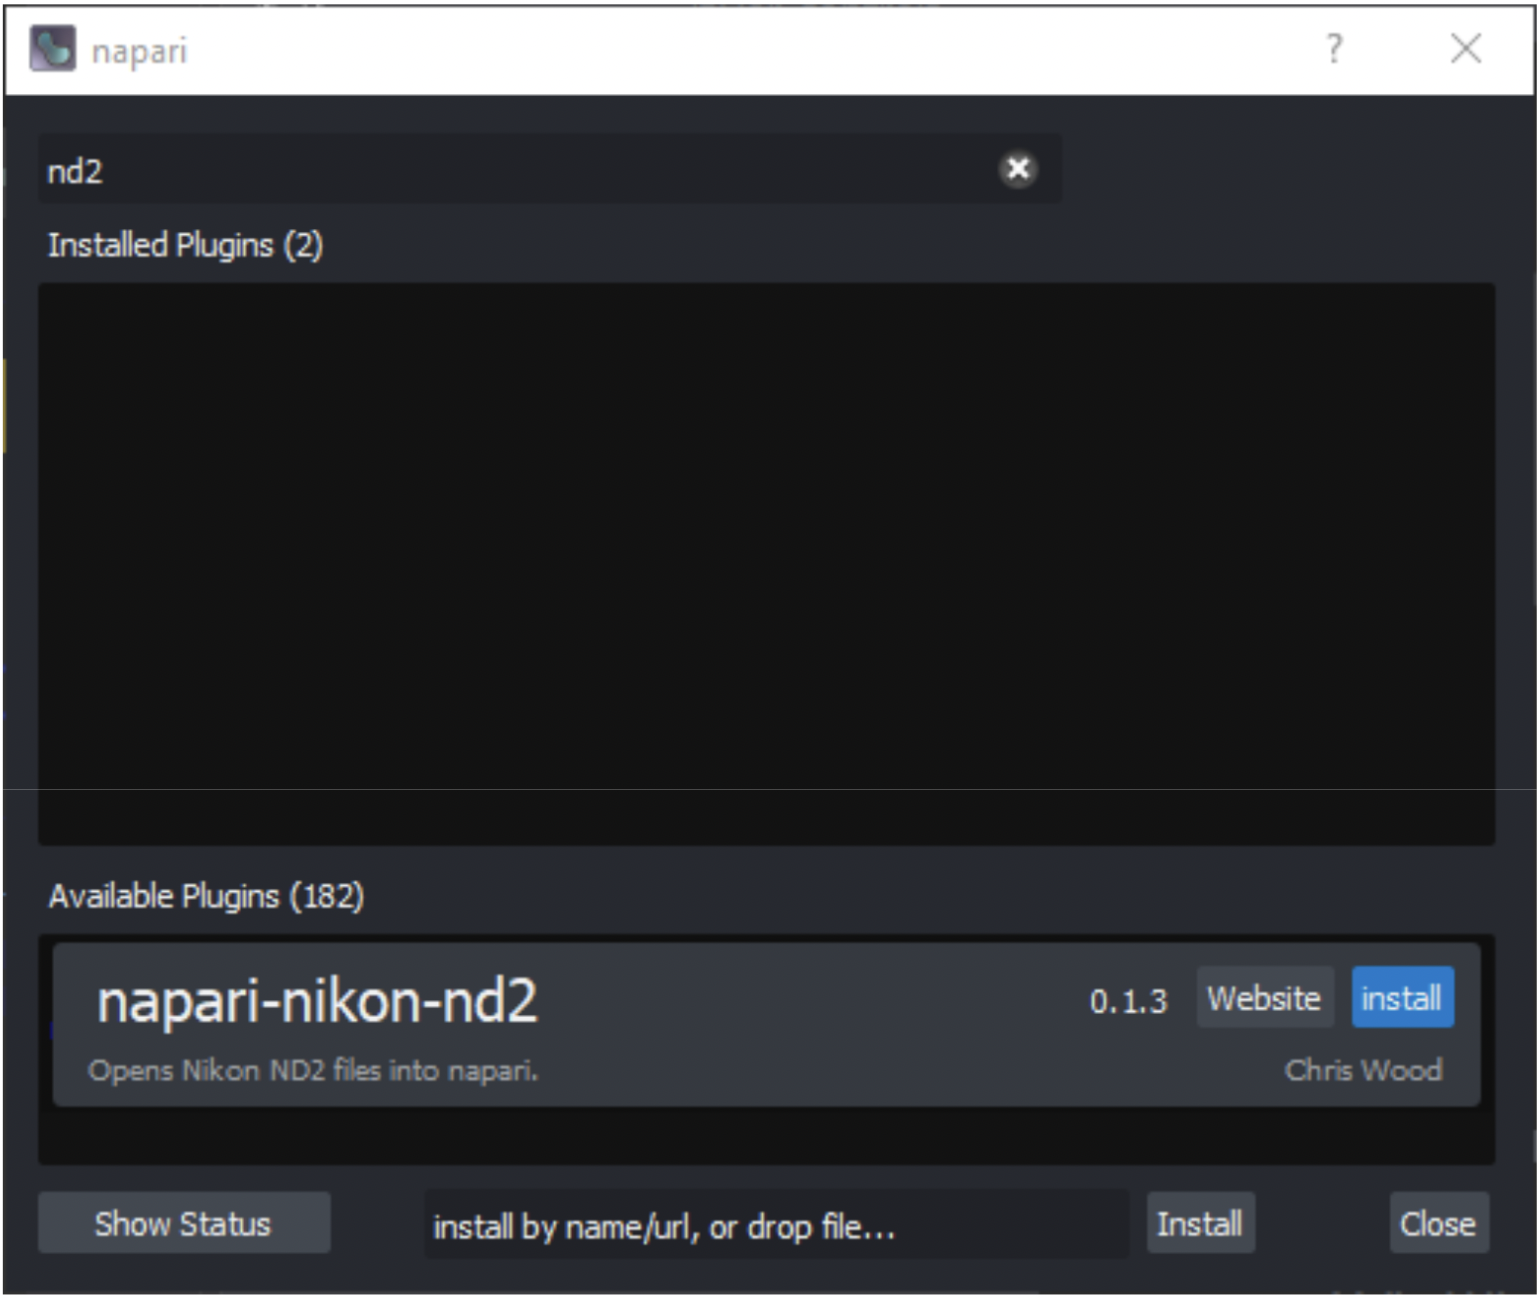 napari
?
nd2
Installed Plugins (2)
Available Plugins (182)
napari-nikon-nd2 0.1.3 Website install
Opens Nikon ND2 files into napari. Chris Wood
Show Status install by name/url, or drop file... Install Close